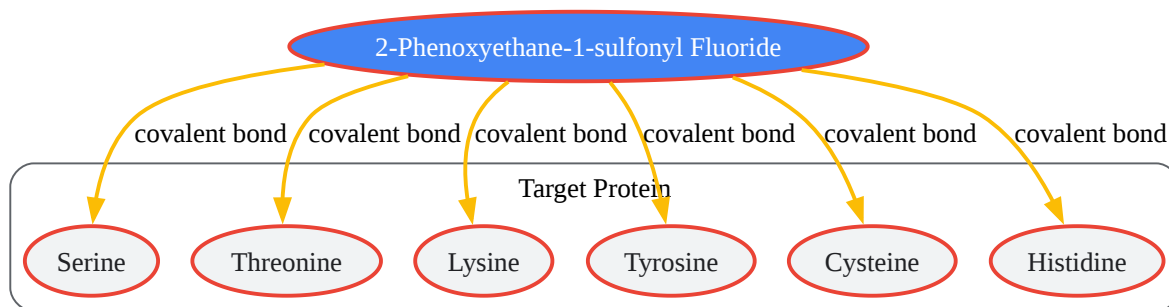 2-Phenoxyethane-1-sulfonyl Fluoride
covalent bond covalent bond covalent bond covalent bond covalent bond covalent bond
Target Protein
Serine Threonine Lysine Tyrosine Cysteine Histidine